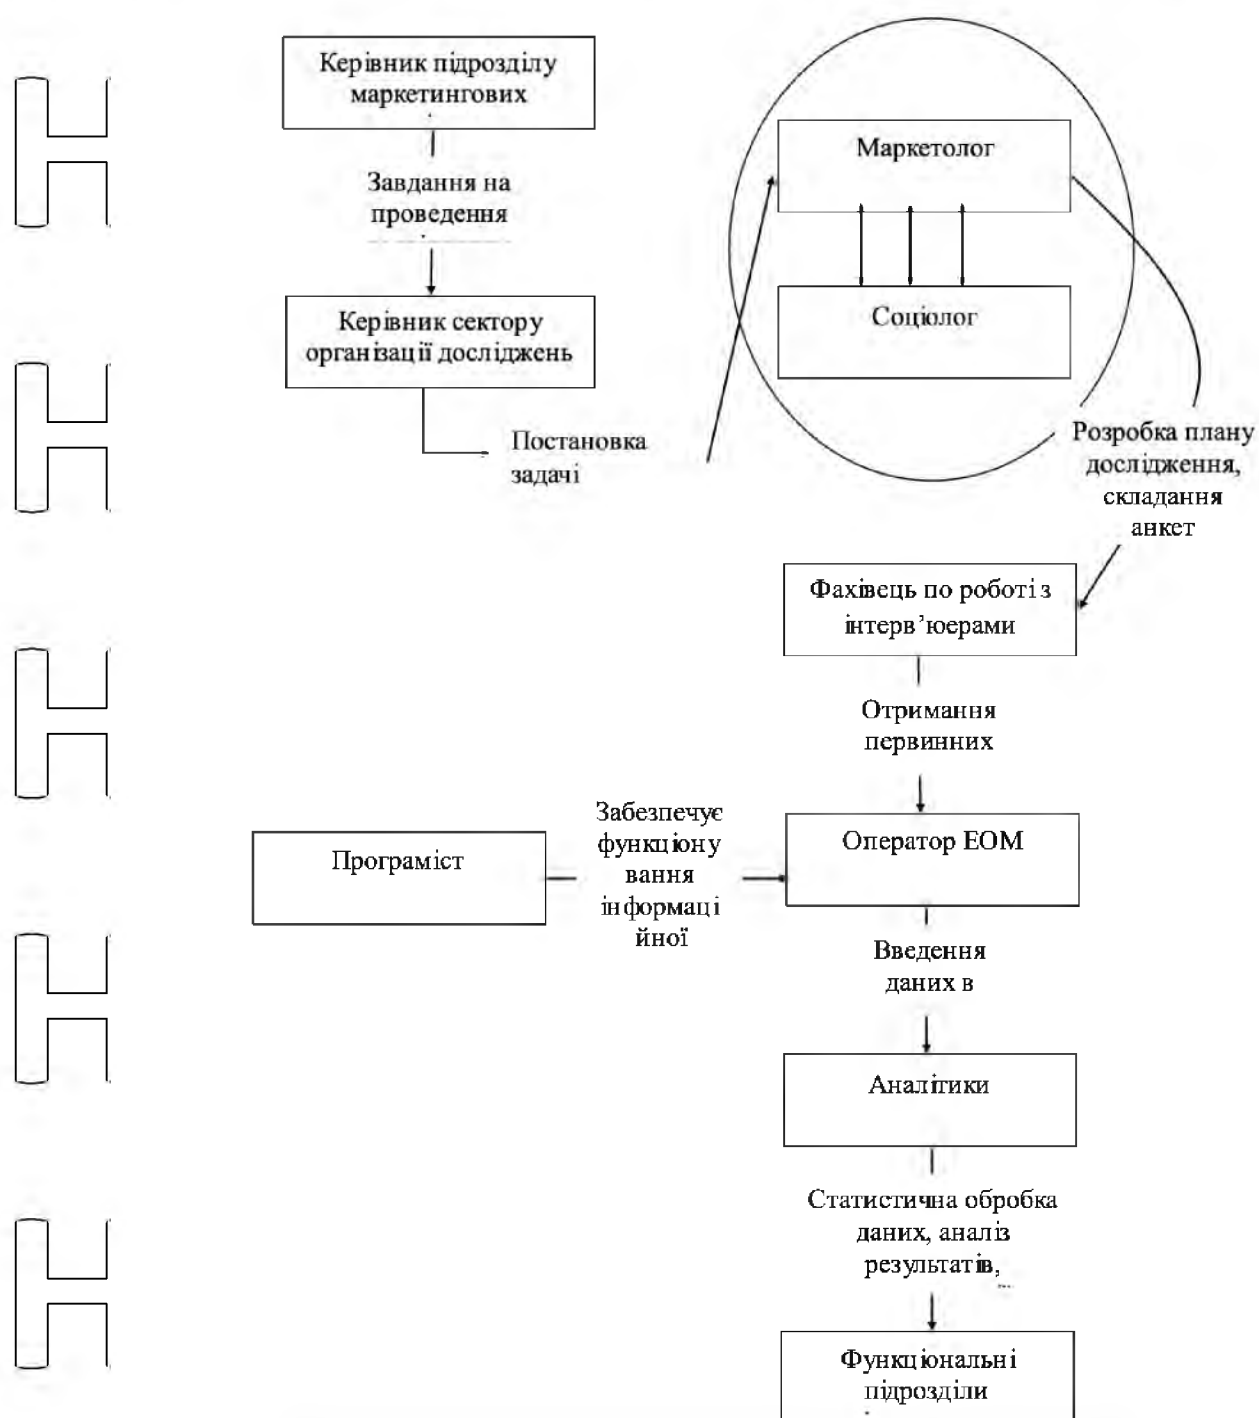 Керівник підрозділу
маркетингових
Завдання на
проведення
Керівник сектору
організації досліджень
Постановка
задачі
Маркетолог
Соціолог
Розробка плану
дослідження,
складання
анкет
Фахівець по роботі з
інтерв’юерами
Отримання
первинних
Програміст
Забезпечує
функціону
вання
інформаці
йної
Оператор ЕОМ
Введення
даних в
Аналітики
Статистична обробка
даних, аналіз
результатів,
Функціональні
підрозділи